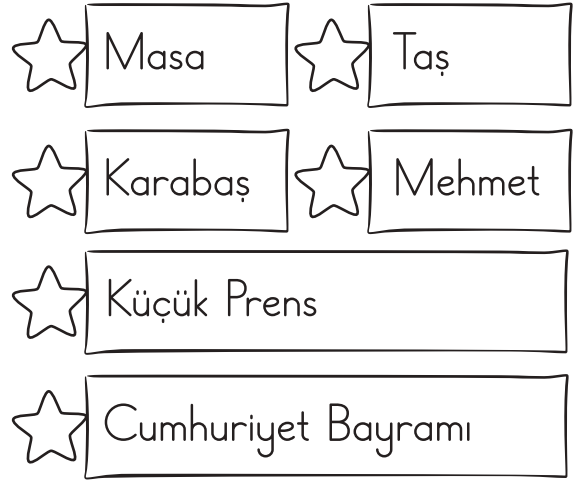 Masa
Taş
Karabaş
Mehmet
Küçük Prens
Cumhuriyet Bayramı